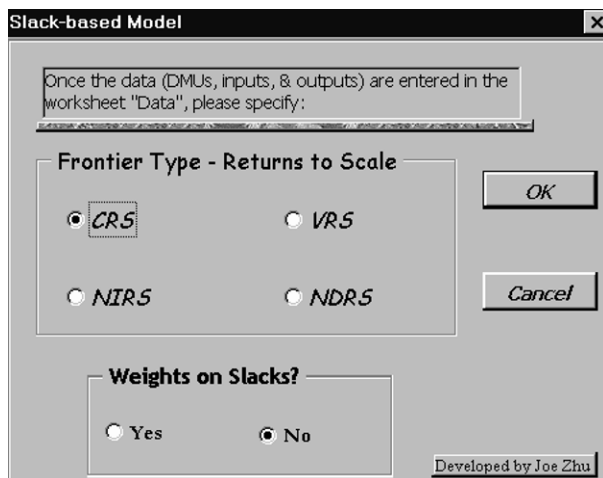 Slack-based Model
Once the data (DMUs, inputs, & outputs) are entered in the
worksheet "Data", please specify:
Frontier Type - Returns to Scale
CRS
VRS
OK
NIRS
NDRS
Cancel
Weights on Slacks?
Yes
No
Developed by Joe Zhu